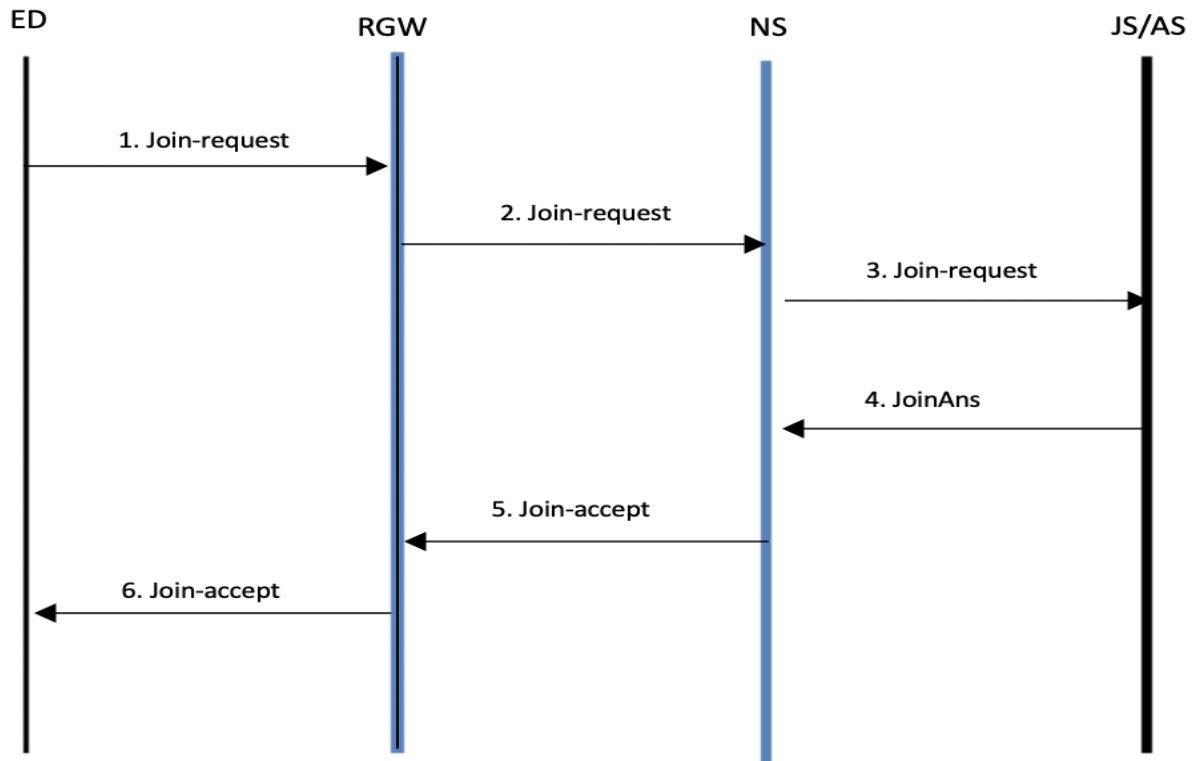 ED
RGW
NS
JS/AS
1. Join-request
2. Join-request
3. Join-request
4. JoinAns
5. Join-accept
6. Join-accept